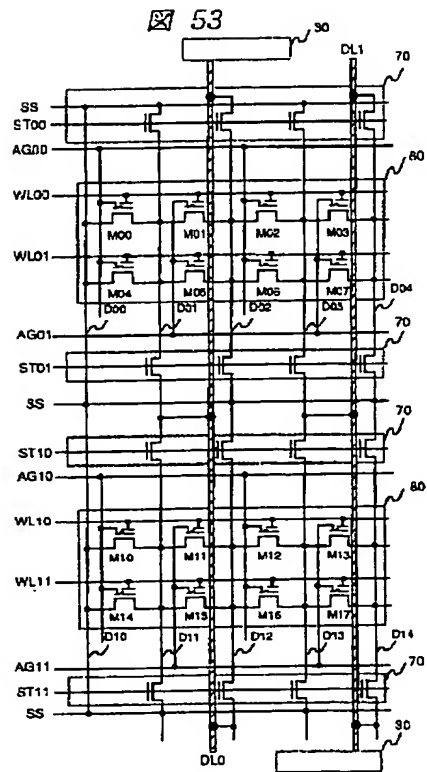 図 53
30
DL1
70
SS
ST00
AG00
80
WL00
M00 M01 M02 M03
WL01
M04 M05 M06 M07
D04
D00 D01 D02 D03
AG01
70
ST01
SS
70
ST10
AG10
80
WL10
M10 M11 M12 M13
WL11
M14 M15 M16 M17
D10 D11 D12 D13 D14
AG11
70
ST11
SS
DL0
30